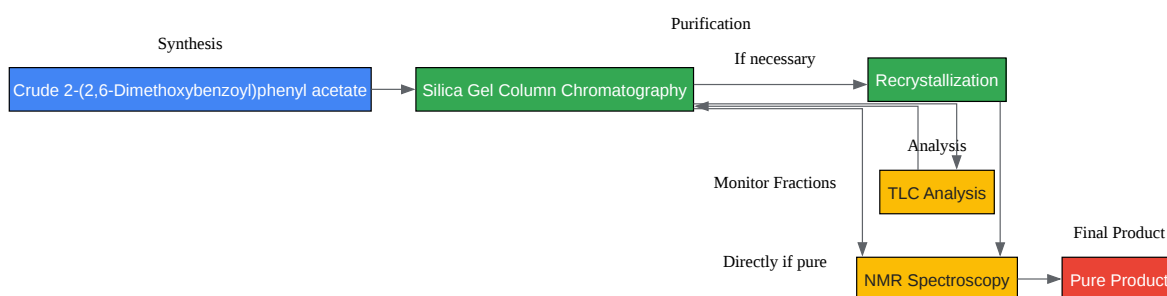 Purification
Synthesis
If necessary
Crude 2-(2,6-Dimethoxybenzoyl)phenyl acetate
Silica Gel Column Chromatography
Recrystallization
Analysis
Monitor Fractions
TLC Analysis
Final Product
Directly if pure
NMR Spectroscopy
Pure Product